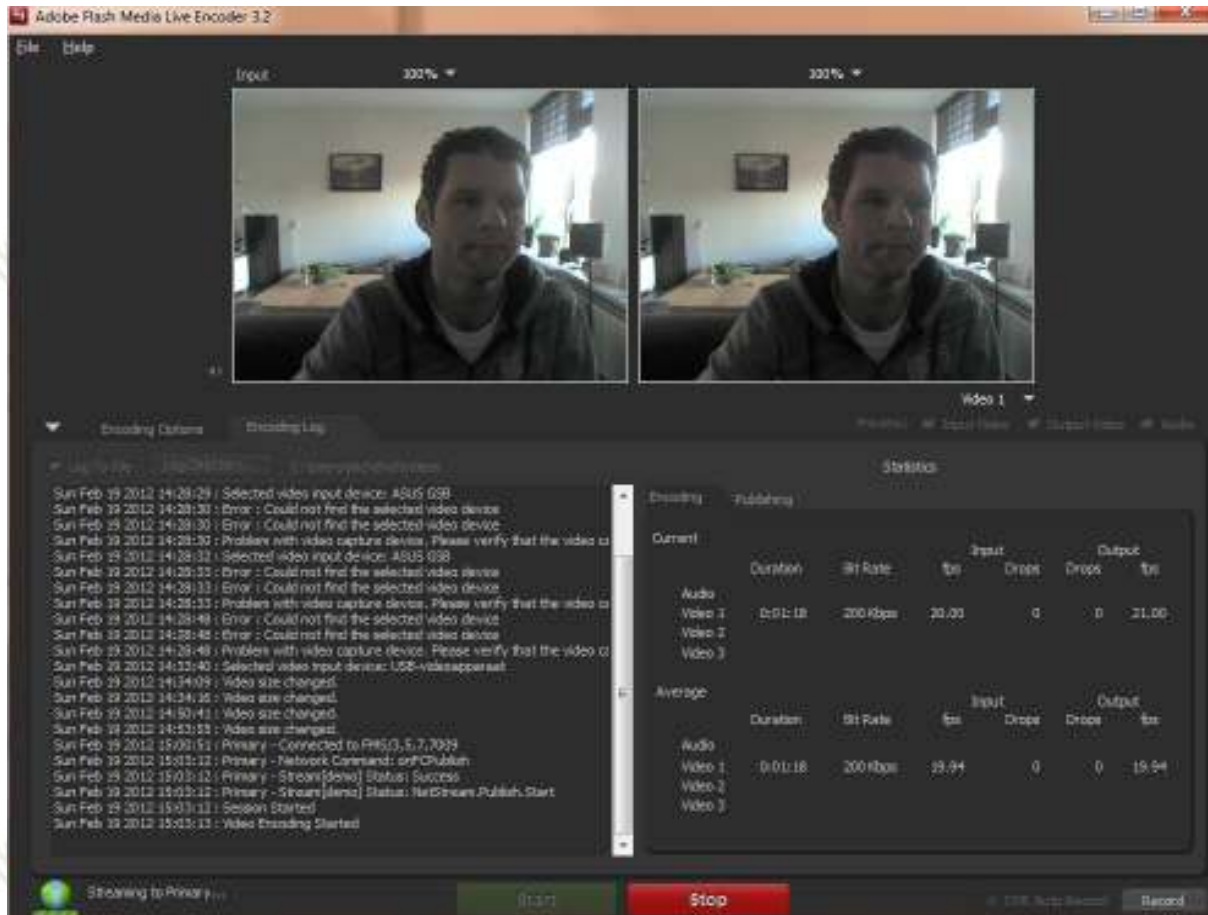 Adobe Flash Media Live Encoder 3.2
File Help
Input 100% 100%
Video 1
Encoding Options Encoding Log
Input Video Output Video Audio
Log To File
Statistics
Sun Feb 19 2012 14:28:29 : Selected video input device: ASUS
Sun Feb 19 2012 14:28:30 : Error : Could not find the selected video device
Sun Feb 19 2012 14:28:30 : Error : Could not find the selected video device
Sun Feb 19 2012 14:28:30 : Problem with video capture device. Please verify that the video
Sun Feb 19 2012 14:28:32 : Selected video input device: ASUS
Sun Feb 19 2012 14:28:33 : Error : Could not find the selected video device
Sun Feb 19 2012 14:28:33 : Error : Could not find the selected video device
Sun Feb 19 2012 14:28:33 : Problem with video capture device. Please verify that the video
Sun Feb 19 2012 14:28:48 : Error : Could not find the selected video device
Sun Feb 19 2012 14:28:48 : Error : Could not find the selected video device
Sun Feb 19 2012 14:28:48 : Problem with video capture device. Please verify that the video
Sun Feb 19 2012 14:33:40 : Selected video input device: USB-videoapparaat
Sun Feb 19 2012 14:34:09 : Video size changed.
Sun Feb 19 2012 14:34:16 : Video size changed.
Sun Feb 19 2012 14:50:41 : Video size changed.
Sun Feb 19 2012 14:53:55 : Video size changed.
Sun Feb 19 2012 15:00:51 : Primary - Connected to FMS/3,5,7,7009
Sun Feb 19 2012 15:03:12 : Primary - Network Command: onFCPublish
Sun Feb 19 2012 15:03:12 : Primary - Stream[demo] Status: Success
Sun Feb 19 2012 15:03:12 : Primary - Stream[demo] Status: NetStream.Publish.Start
Sun Feb 19 2012 15:03:12 : Session Started
Sun Feb 19 2012 15:03:13 : Video Encoding Started
Encoding Publishing
Current
Input Output
Duration Bit Rate fps Drops Drops fps
Audio
Video 1 0:01:18 200 Kbps 20.00 0 0 21.00
Video 2
Video 3
Average
Input Output
Duration Bit Rate fps Drops Drops fps
Audio
Video 1 0:01:18 200 Kbps 19.94 0 0 19.94
Video 2
Video 3
Streaming to Primary...
Start Stop Record